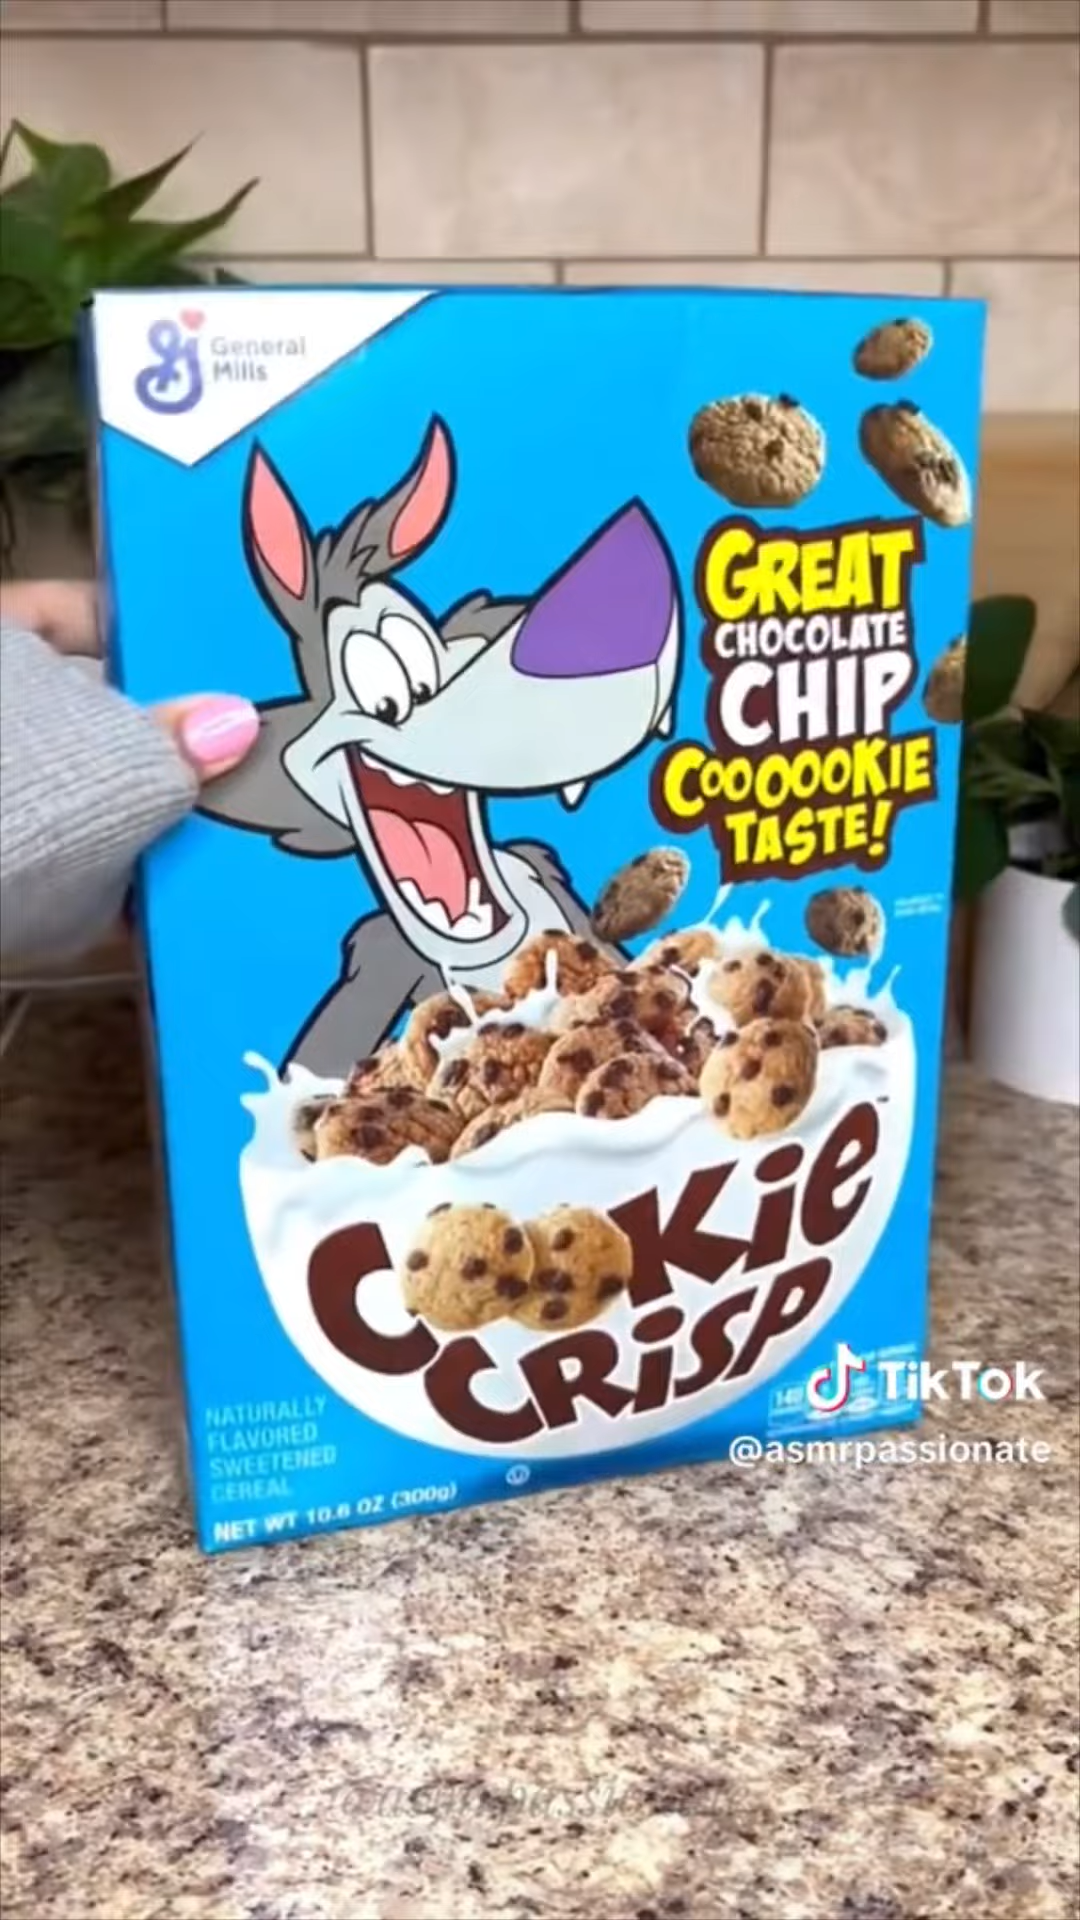 General
Mills
GREAT
CHOCOLATE
CHIP
COOOOOKIE
TASTE!
COOKIE
CRISP
NATURALLY
FLAVORED
SWEETENED
CEREAL
NET WT 10.6 OZ (300g)
140
TikTok
@asmrpassionate